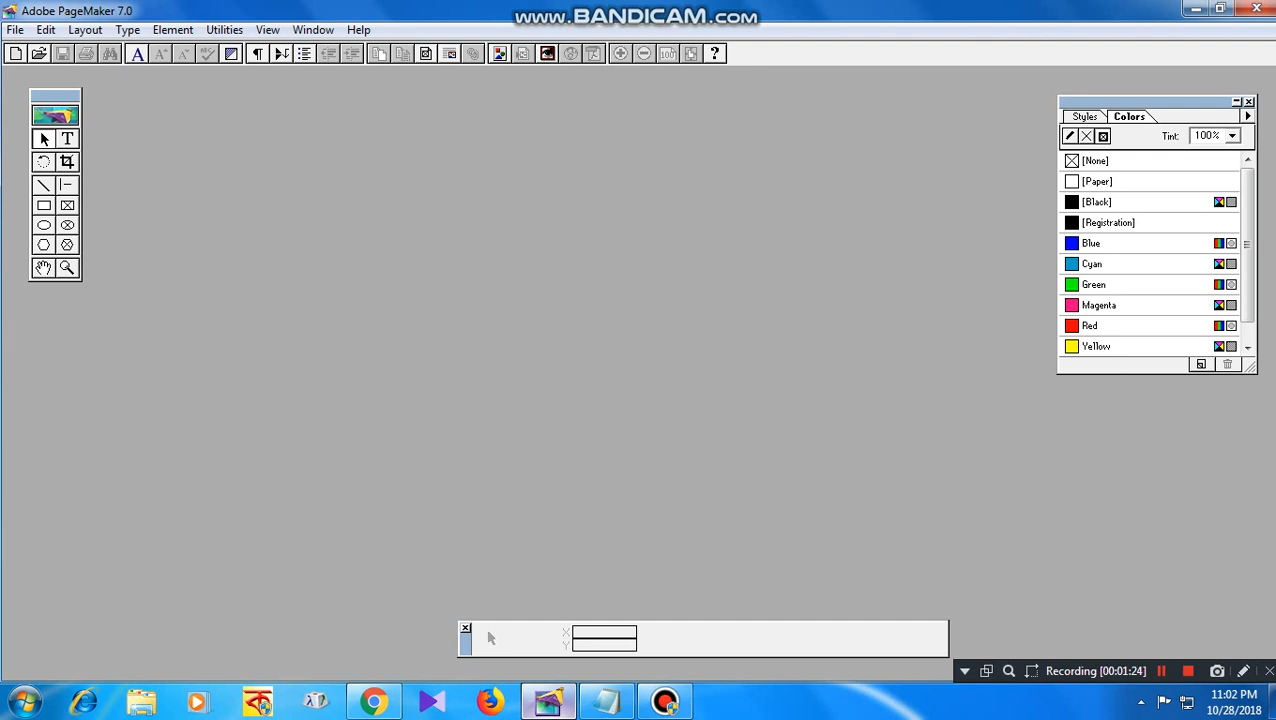 Adobe PageMaker 7.0
www.BANDICAM.com
File Edit Layout Type Element Utilities View Window Help
Styles Colors
Tint: 100%
[None]
[Paper]
[Black]
[Registration]
Blue
Cyan
Green
Magenta
Red
Yellow
X
Y
Recording [00:01:24]
11:02 PM
10/28/2018